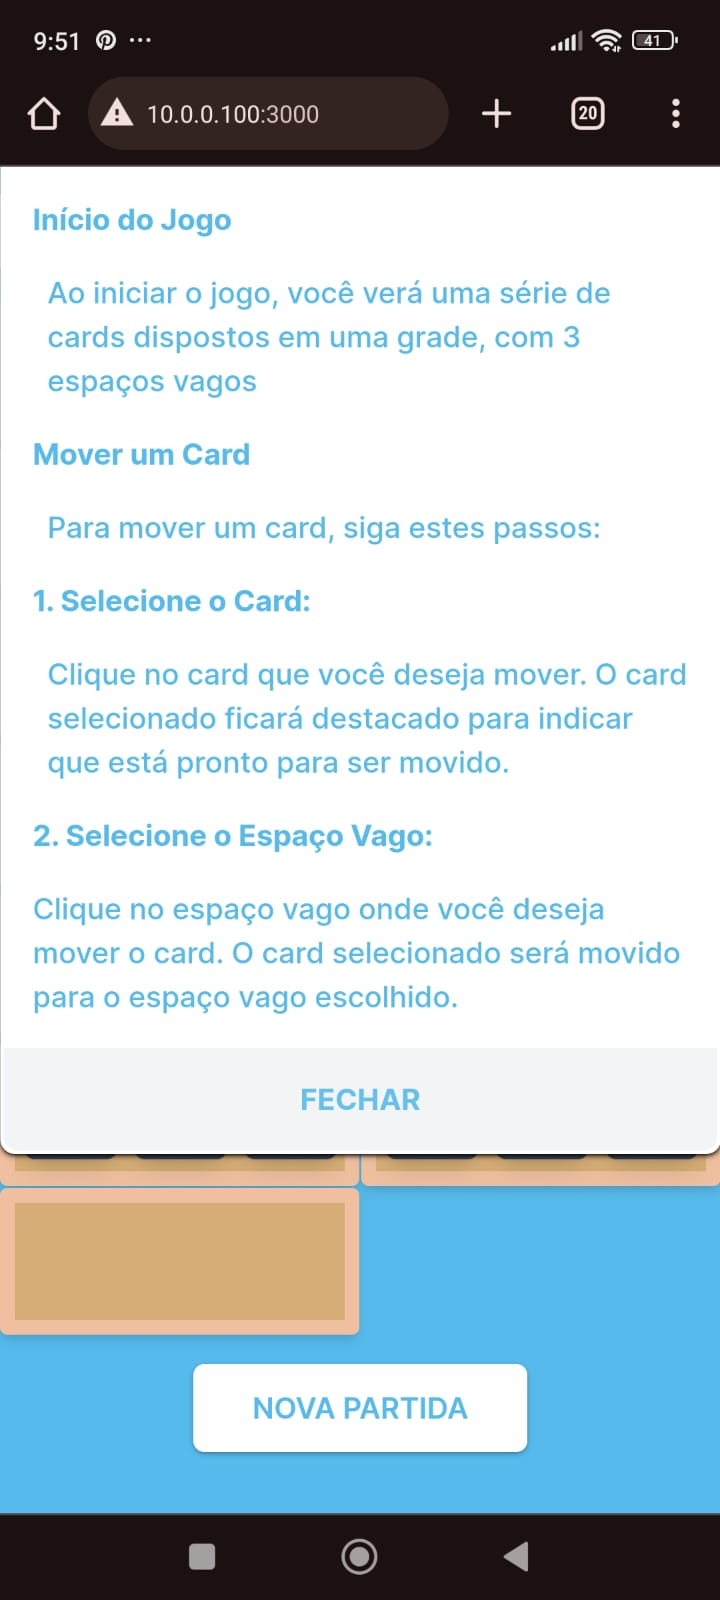 9:51
41
10.0.0.100:3000
20
Início do Jogo
Ao iniciar o jogo, você verá uma série de
cards dispostos em uma grade, com 3
espaços vagos
Mover um Card
Para mover um card, siga estes passos:
1. Selecione o Card:
Clique no card que você deseja mover. O card
selecionado ficará destacado para indicar
que está pronto para ser movido.
2. Selecione o Espaço Vago:
Clique no espaço vago onde você deseja
mover o card. O card selecionado será movido
para o espaço vago escolhido.
FECHAR
NOVA PARTIDA